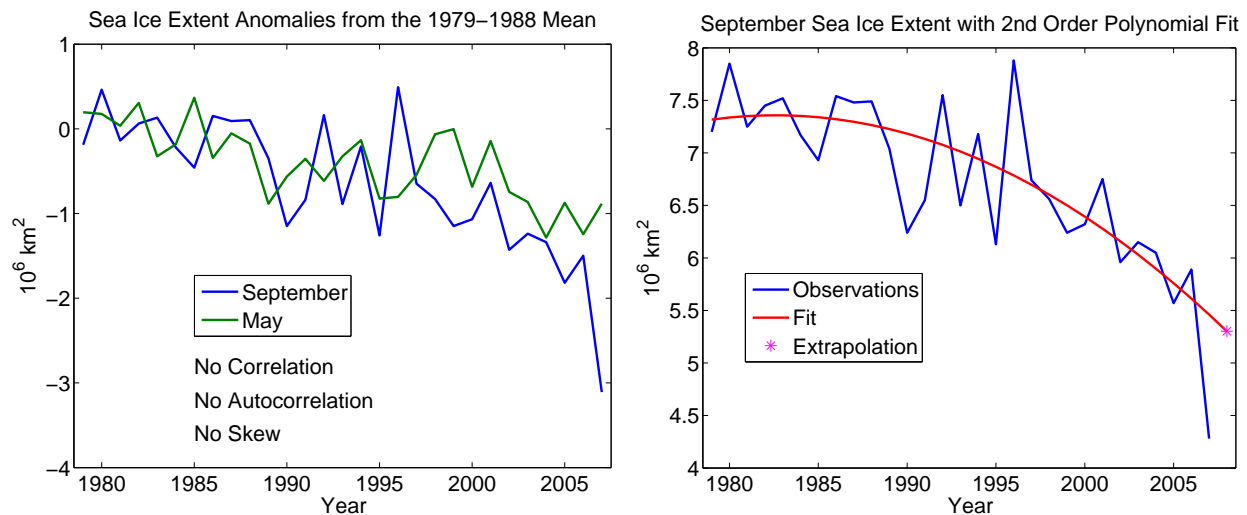 Sea Ice Extent Anomalies from the 1979−1988 Mean
1
0
−1
−2
−3
−4
10⁶ km²
September
May
No Correlation
No Autocorrelation
No Skew
1980 1985 1990 1995 2000 2005
Year
September Sea Ice Extent with 2nd Order Polynomial Fit
8
7.5
7
6.5
6
5.5
5
4.5
4
10⁶ km²
Observations
Fit
Extrapolation
1980 1985 1990 1995 2000 2005
Year